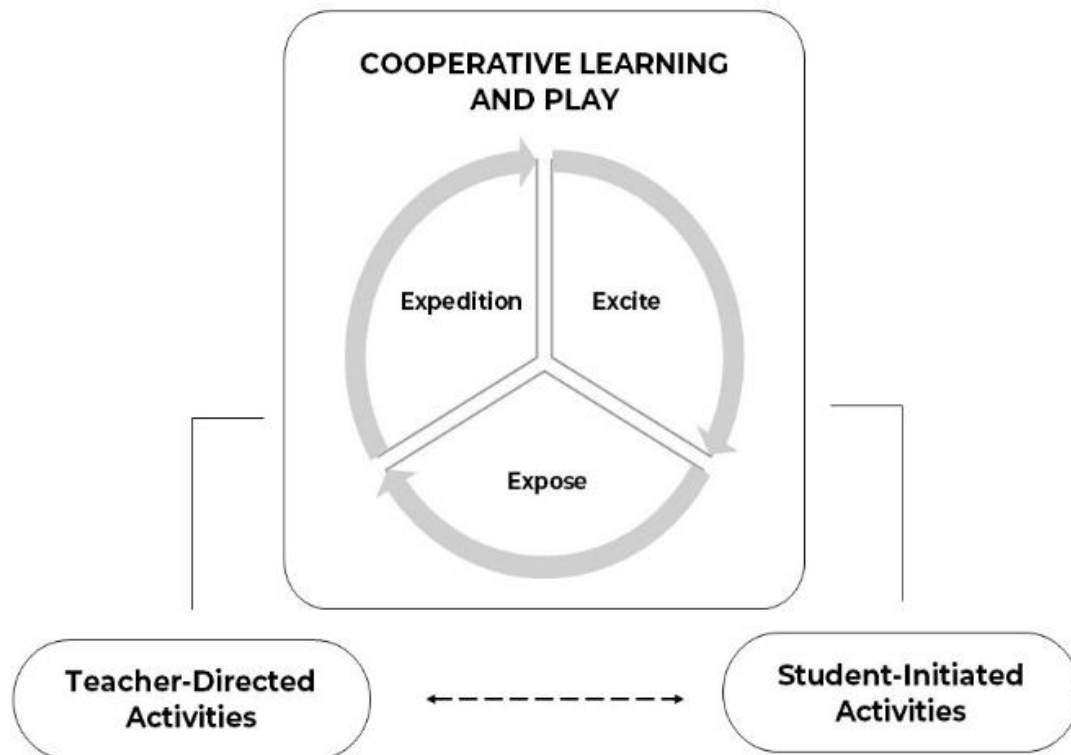 COOPERATIVE LEARNING
AND PLAY
Expedition
Excite
Expose
Teacher-Directed
Activities
Student-Initiated
Activities